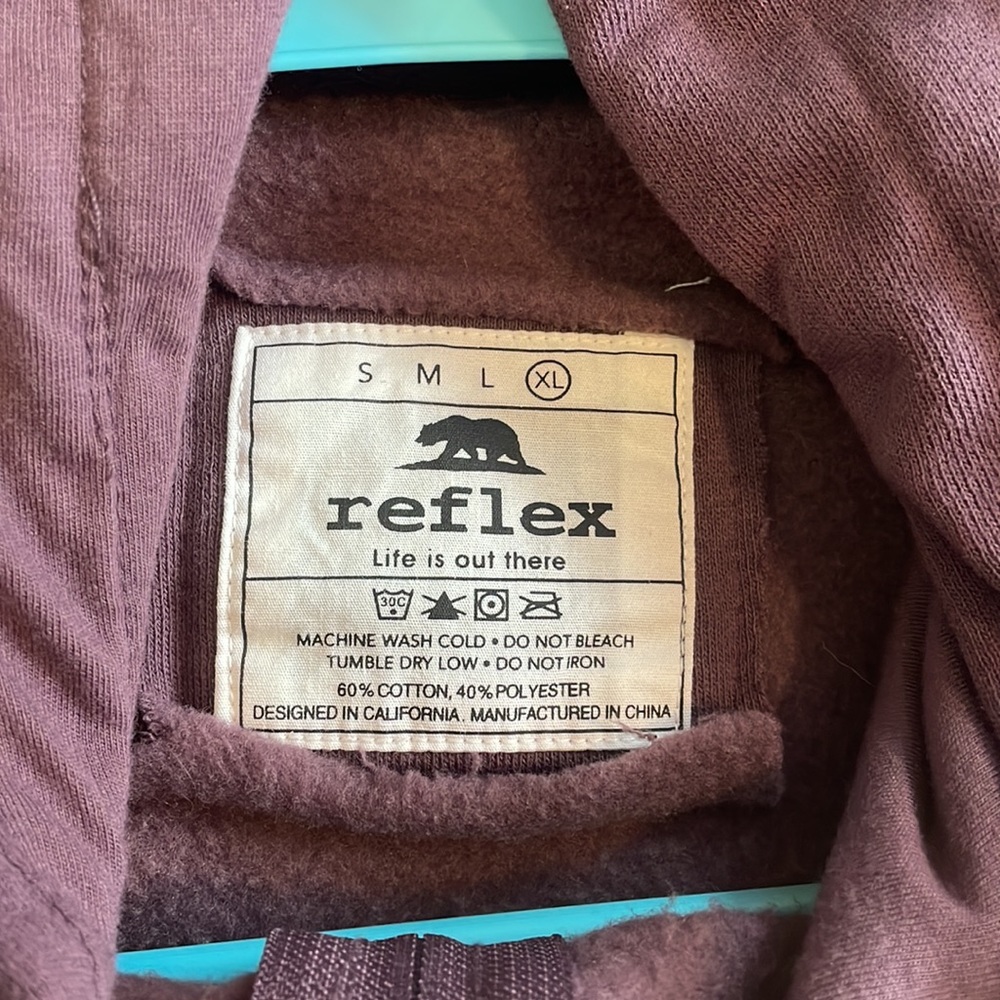 S M L XL
reflex
Life is out there
30C
MACHINE WASH COLD • DO NOT BLEACH
TUMBLE DRY LOW • DO NOT IRON
60% COTTON, 40% POLYESTER
DESIGNED IN CALIFORNIA. MANUFACTURED IN CHINA